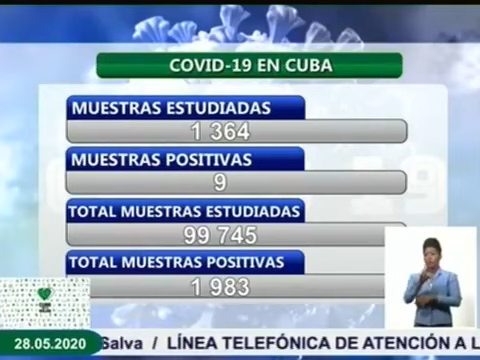 COVID-19 EN CUBA
MUESTRAS ESTUDIADAS
1 364
MUESTRAS POSITIVAS
9
TOTAL MUESTRAS ESTUDIADAS
99 745
TOTAL MUESTRAS POSITIVAS
1 983
28.05.2020 Salva / LÍNEA TELEFÓNICA DE ATENCIÓN A L